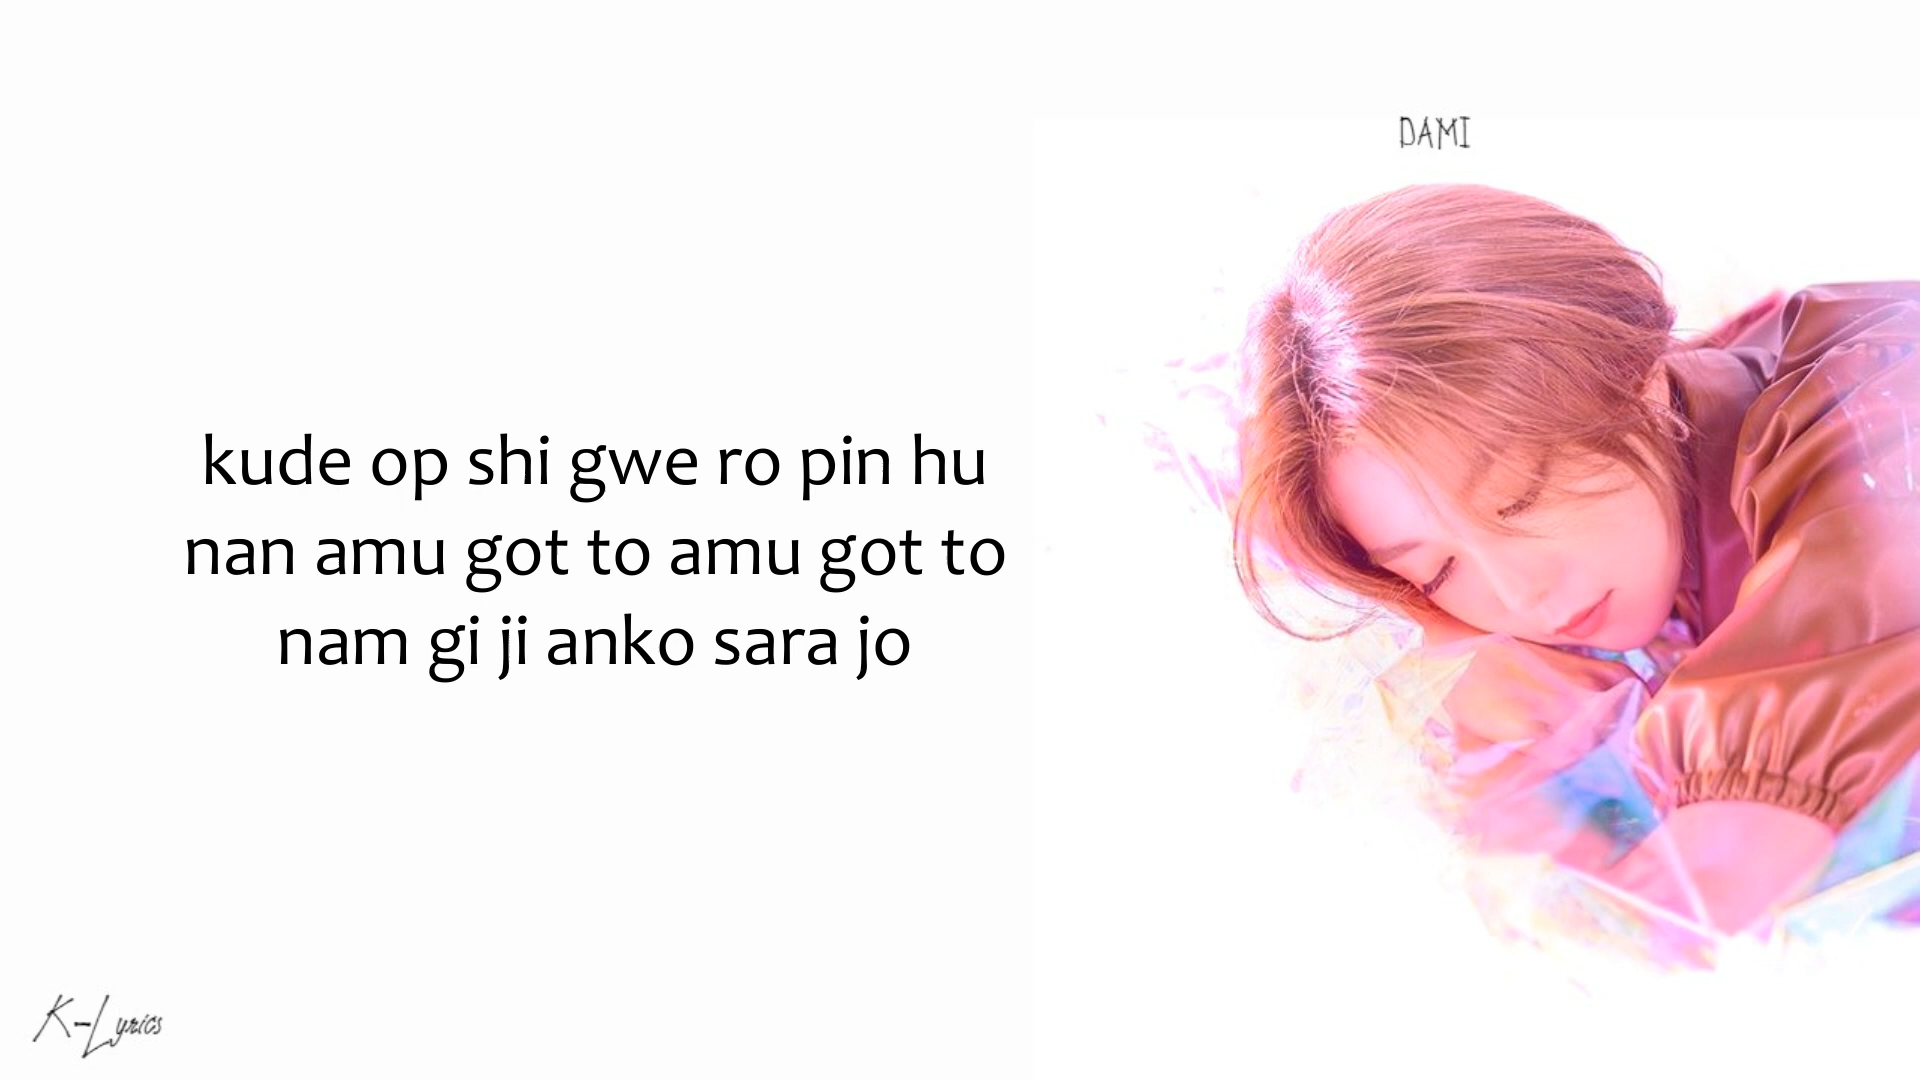 DAMI
kude op shi gwe ro pin hu
nan amu got to amu got to
nam gi ji anko sara jo
K-Lyrics